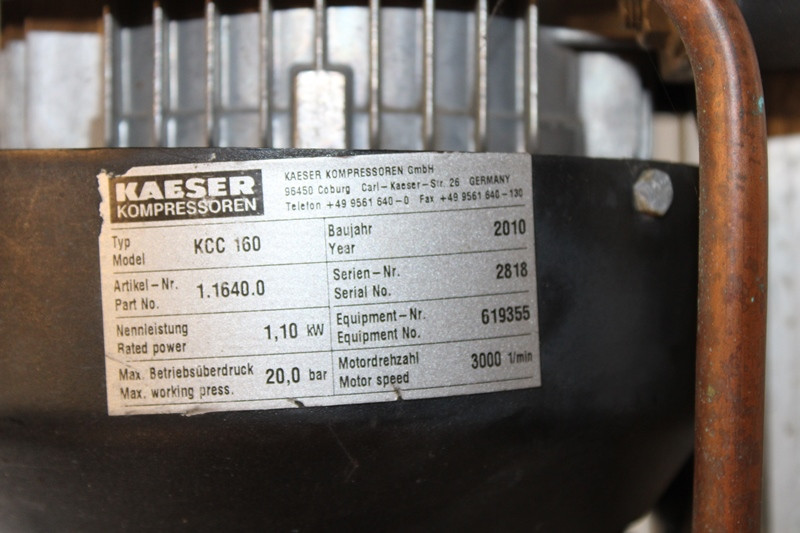 KAESER
KOMPRESSOREN
KAESER KOMPRESSOREN GmbH
96450 Coburg Carl-Kaeser-Str. 26 GERMANY
Telefon +49 9561 640-0 Fax +49 9561 640-130
Typ
Model
KCC 160
Baujahr
Year
2010
Artikel-Nr.
Part No.
1.1640.0
Serien-Nr.
Serial No.
2818
Nennleistung
Rated power
1,10 kW
Equipment-Nr.
Equipment No.
619355
Max. Betriebsüberdruck
Max. working press.
20,0 bar
Motordrehzahl
Motor speed
3000 1/min